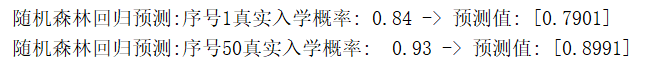 随机森林回归预测:序号1真实入学概率: 0.84 -> 预测值: [0.7901]
随机森林回归预测:序号50真实入学概率:  0.93 -> 预测值: [0.8991]